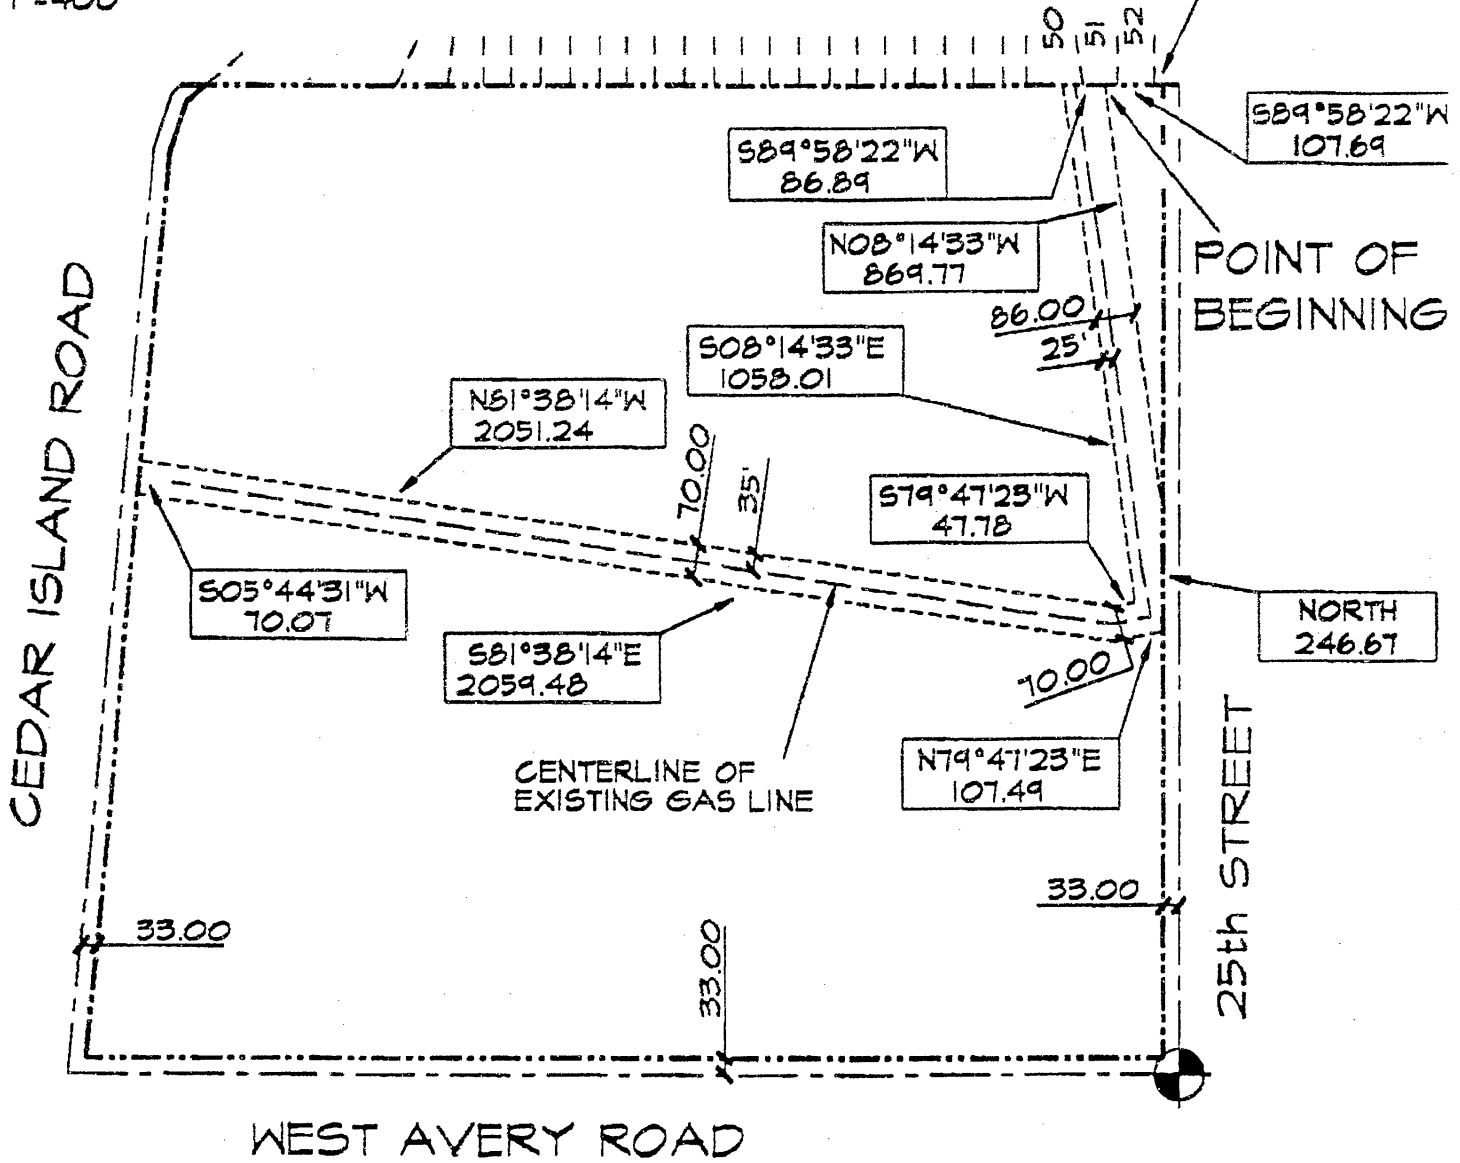 50
51
52
S89°58'22"W
107.69
S89°58'22"W
86.89
N08°14'33"W
869.77
POINT OF
BEGINNING
86.00
25'
S08°14'33"E
1058.01
N81°38'14"W
2051.24
70.00
35'
S79°47'23"W
47.78
CEDAR ISLAND ROAD
S05°44'31"W
70.07
NORTH
246.67
S81°38'14"E
2059.48
70.00
N79°47'23"E
107.49
CENTERLINE OF
EXISTING GAS LINE
25th STREET
33.00
33.00
33.00
WEST AVERY ROAD